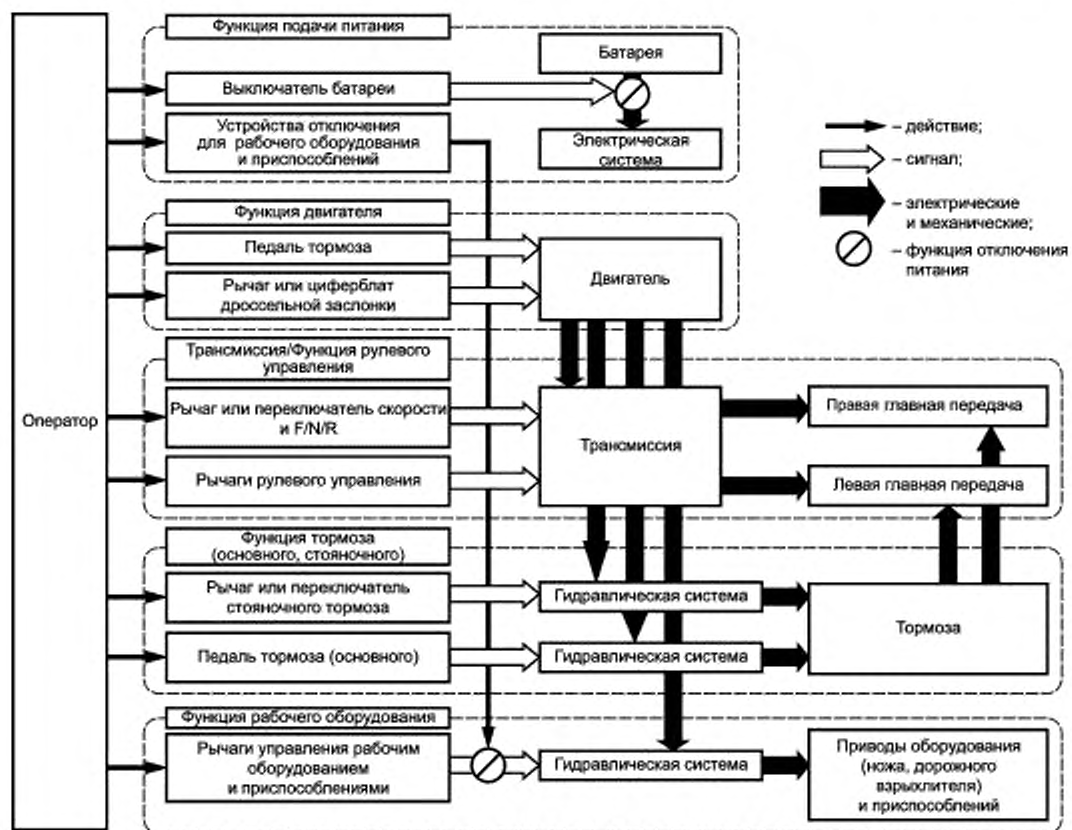 Оператор
Функция подачи питания
Батарея
Выключатель батареи
Устройства отключения
для рабочего оборудования
и приспособлений
Электрическая
система
– действие;
– сигнал;
– электрические
и механические;
– функция отключения
питания
Функция двигателя
Педаль тормоза
Рычаг или циферблат
дроссельной заслонки
Двигатель
Трансмиссия/Функция рулевого
управления
Рычаг или переключатель скорости
и F/N/R
Рычаги рулевого управления
Трансмиссия
Правая главная передача
Левая главная передача
Функция тормоза
(основного, стояночного)
Рычаг или переключатель
стояночного тормоза
Педаль тормоза (основного)
Гидравлическая система
Гидравлическая система
Тормоза
Функция рабочего оборудования
Рычаги управления рабочим
оборудованием
и приспособлениями
Гидравлическая система
Приводы оборудования
(ножа, дорожного
взрыхлителя)
и приспособлений